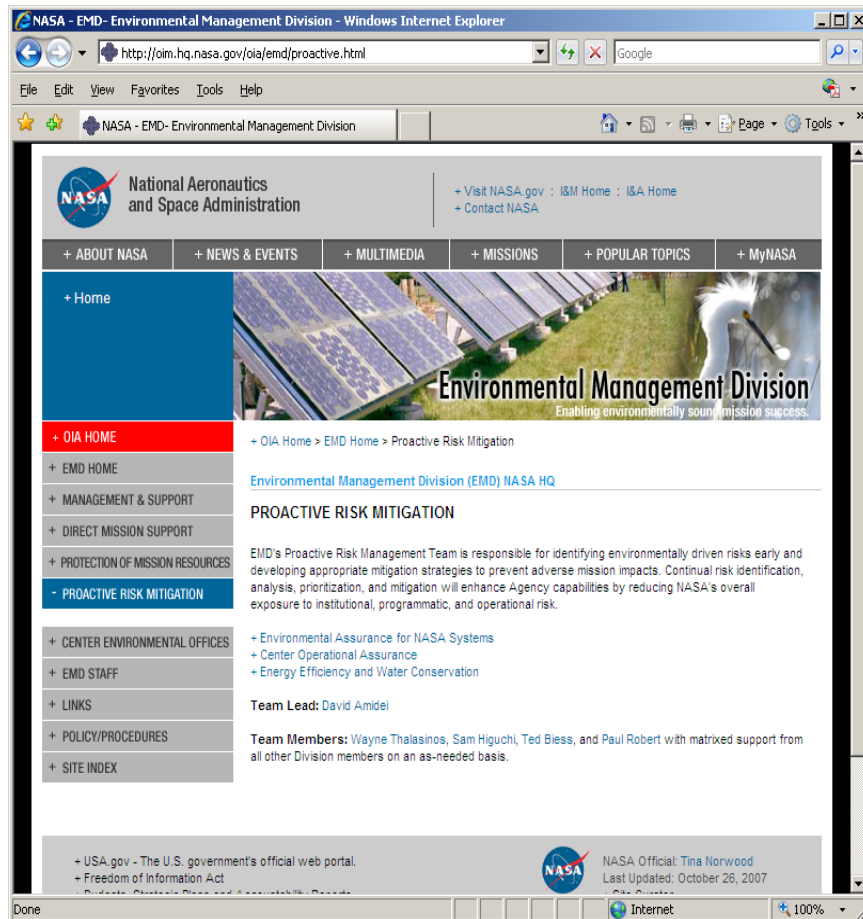 NASA - EMD- Environmental Management Division - Windows Internet Explorer
http://oim.hq.nasa.gov/oia/emd/proactive.html
Google
File Edit View Favorites Tools Help
NASA - EMD- Environmental Management Division
Page Tools
NASA
National Aeronautics
and Space Administration
+ Visit NASA.gov : I&M Home : I&A Home
+ Contact NASA
+ ABOUT NASA + NEWS & EVENTS + MULTIMEDIA + MISSIONS + POPULAR TOPICS + MyNASA
+ Home
Environmental Management Division
Enabling environmentally sound mission success.
+ OIA HOME
+ EMD HOME
+ MANAGEMENT & SUPPORT
+ DIRECT MISSION SUPPORT
+ PROTECTION OF MISSION RESOURCES
- PROACTIVE RISK MITIGATION
+ CENTER ENVIRONMENTAL OFFICES
+ EMD STAFF
+ LINKS
+ POLICY/PROCEDURES
+ SITE INDEX
+ OIA Home > EMD Home > Proactive Risk Mitigation
Environmental Management Division (EMD) NASA HQ
PROACTIVE RISK MITIGATION
EMD's Proactive Risk Management Team is responsible for identifying environmentally driven risks early and
developing appropriate mitigation strategies to prevent adverse mission impacts. Continual risk identification,
analysis, prioritization, and mitigation will enhance Agency capabilities by reducing NASA's overall
exposure to institutional, programmatic, and operational risk.
+ Environmental Assurance for NASA Systems
+ Center Operational Assurance
+ Energy Efficiency and Water Conservation
Team Lead: David Amidei
Team Members: Wayne Thalasinos, Sam Higuchi, Ted Biess, and Paul Robert with matrixed support from
all other Division members on an as-needed basis.
+ USA.gov - The U.S. government's official web portal.
+ Freedom of Information Act
+ Budgets, Strategic Plans and Accountability Reports
NASA
NASA Official: Tina Norwood
Last Updated: October 26, 2007
+ Site Curator
Done
Internet
100%